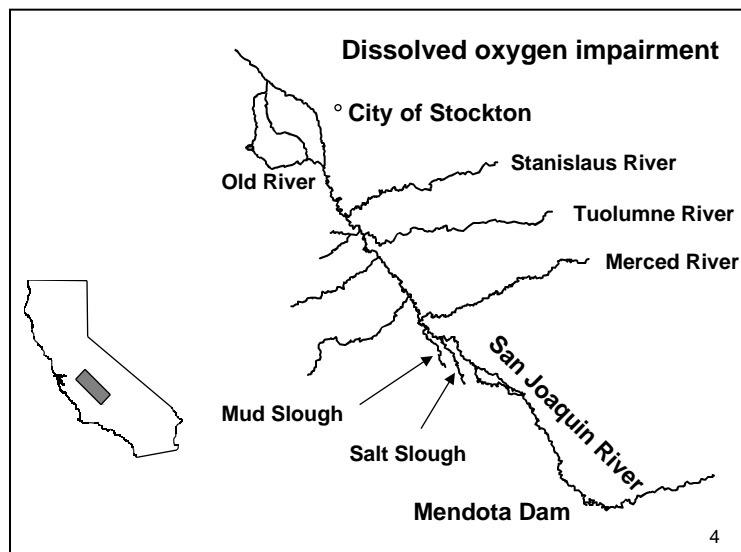 Dissolved oxygen impairment
City of Stockton
Stanislaus River
Old River
Tuolumne River
Merced River
San Joaquin River
Mud Slough
Salt Slough
Mendota Dam
4